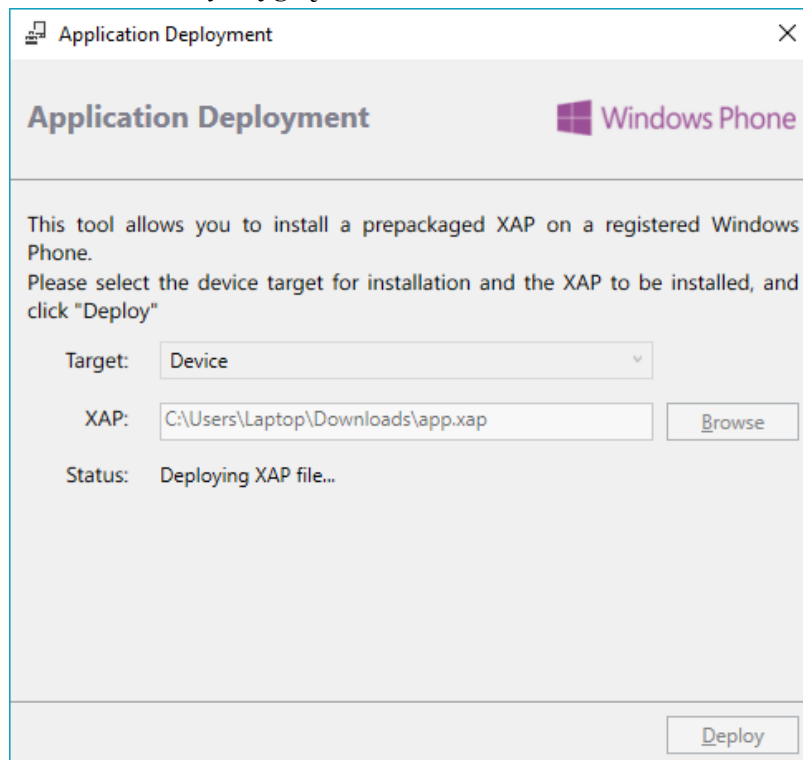 Application Deployment
Application Deployment
Windows Phone
This tool allows you to install a prepackaged XAP on a registered Windows
Phone.
Please select the device target for installation and the XAP to be installed, and
click "Deploy"
Target: Device
XAP: C:\Users\Laptop\Downloads\app.xap Browse
Status: Deploying XAP file...
Deploy